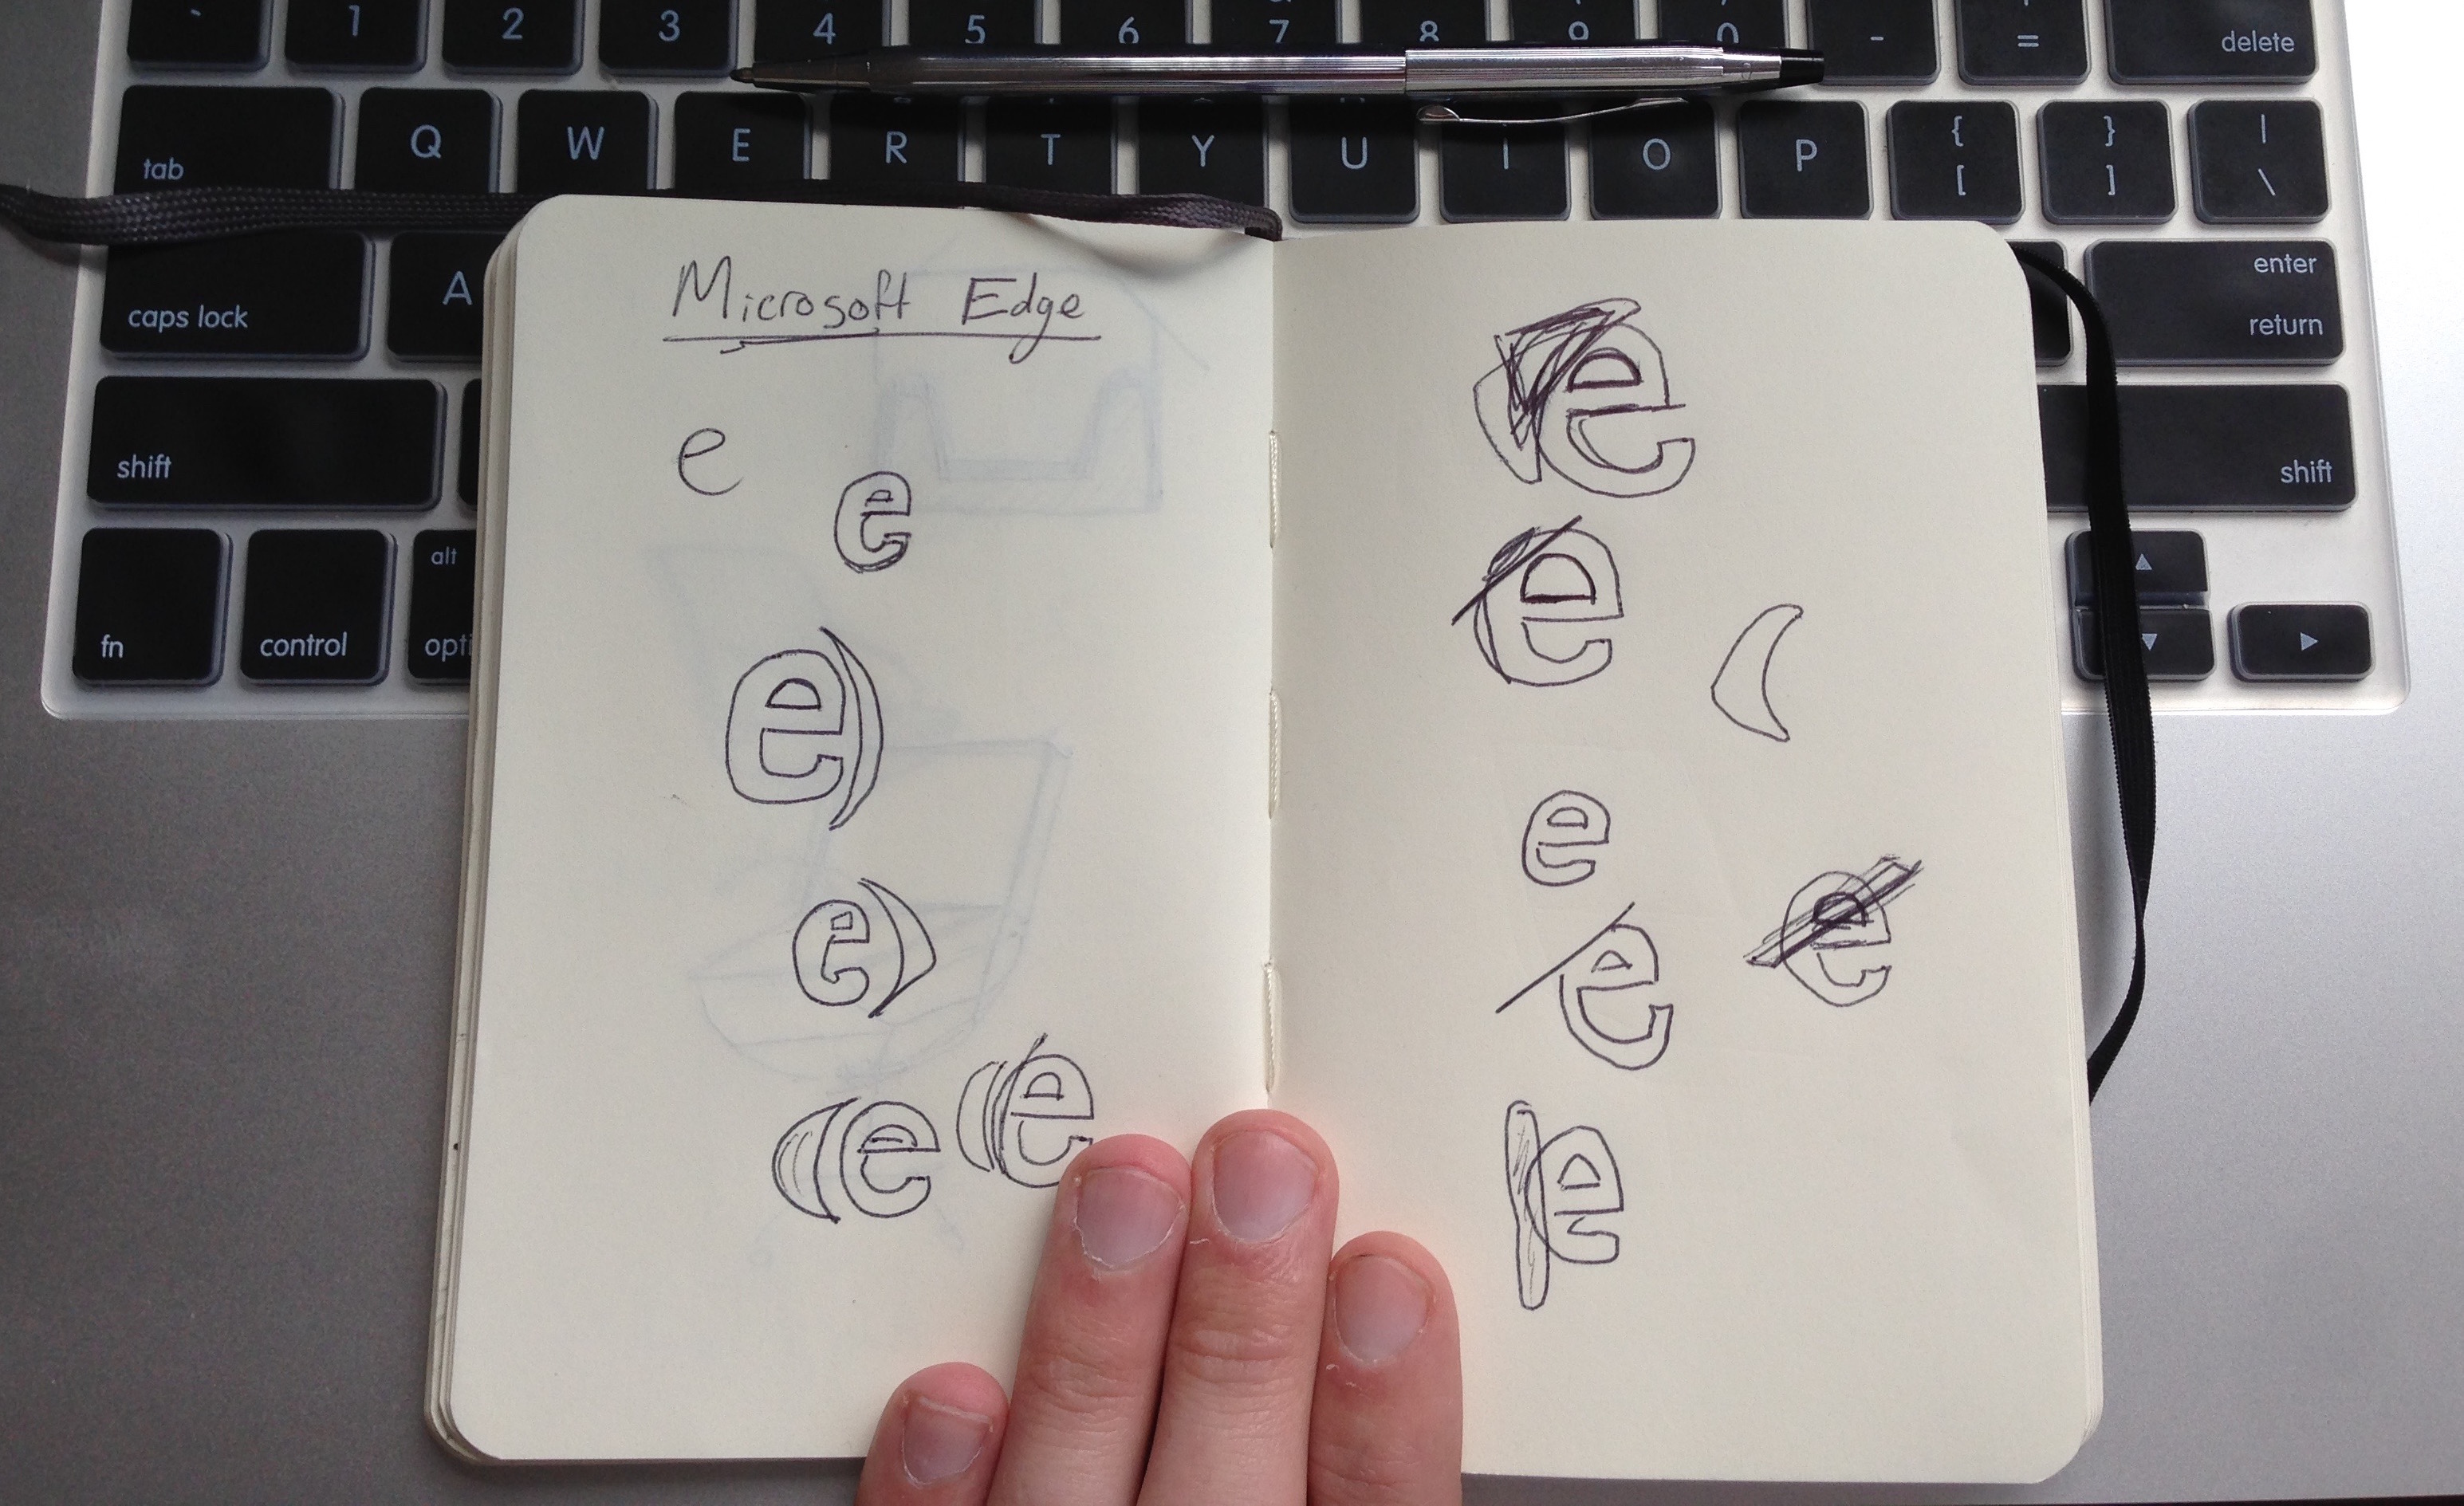 ` 1 2 3 4 5 6 7 8 9 0 - = delete
tab Q W E R T Y U I O P { [ } ] | \
caps lock A enter return
shift shift
fn control alt opti
Microsoft Edge
e
e
e
e
e e
e
e
e
e
e
e